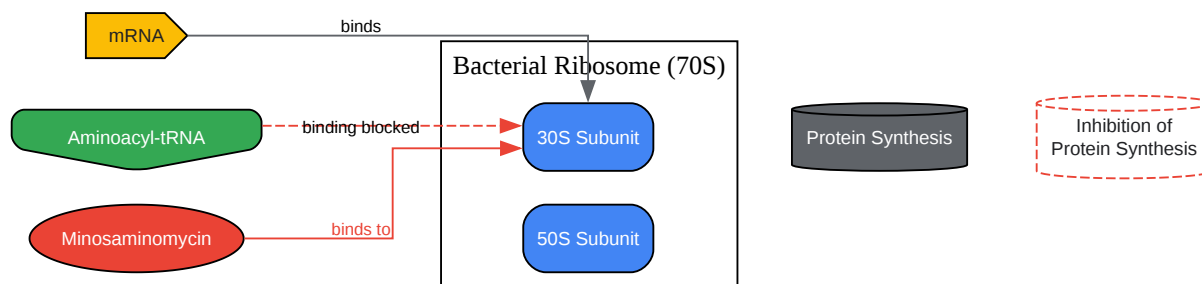 mRNA
binds
Bacterial Ribosome (70S)
Aminoacyl-tRNA
binding blocked
30S Subunit
Protein Synthesis
Inhibition of
Protein Synthesis
Minosaminomycin
binds to
50S Subunit